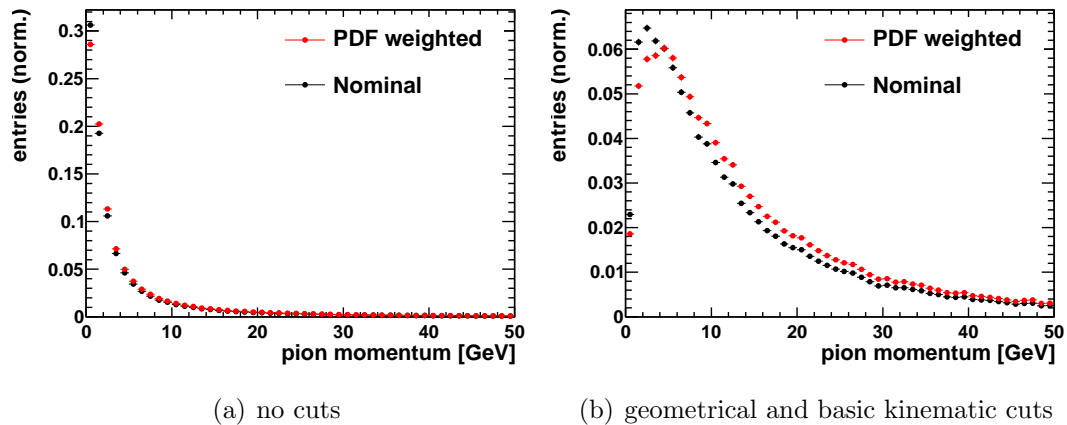 entries (norm.)
0.3
0.25
0.2
0.15
0.1
0.05
0
PDF weighted
Nominal
0 10 20 30 40 50
pion momentum [GeV]
(a) no cuts
entries (norm.)
0.06
0.05
0.04
0.03
0.02
0.01
0.00
PDF weighted
Nominal
0 10 20 30 40 50
pion momentum [GeV]
(b) geometrical and basic kinematic cuts